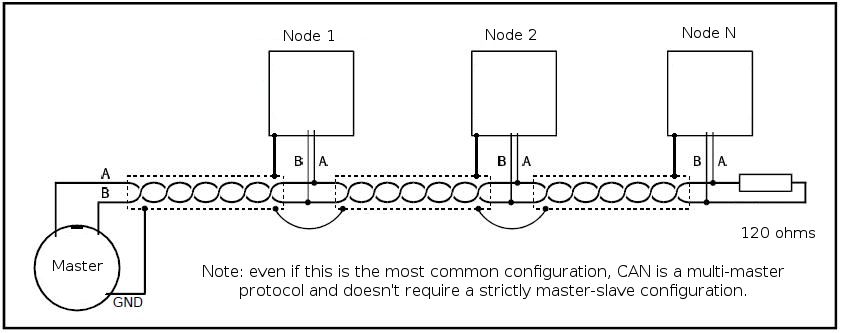 Node 1
Node 2
Node N
B A
B A
B A
A
B
120 ohms
Master
GND
Note: even if this is the most common configuration, CAN is a multi-master
protocol and doesn't require a strictly master-slave configuration.